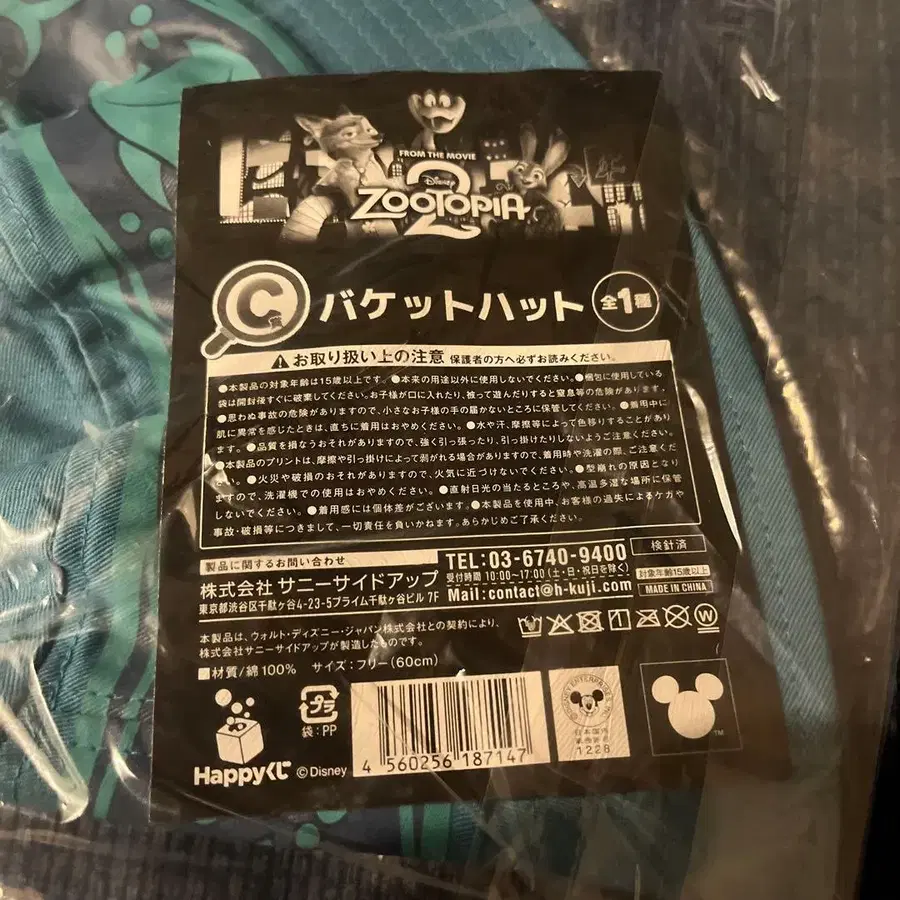 FROM THE MOVIE
Disney
ZOOTOPIA
2
C賞
バケットハット
全1種
お取り扱い上の注意 保護者の方へ必ずお読みください。
●本製品の対象年齢は15歳以上です。●本来の用途以外に使用しないでください。●梱包に使用している
袋は開封後すぐに破棄してください。お子様が口に入れたり、被って遊んだりすると窒息等の危険があります。
●思わぬ事故の危険がありますので、小さなお子様の手の届かないところに保管してください。●着用中に
肌に異常を感じたときは、直ちに着用はおやめください。●水や汗、摩擦等によって色移りすることがあり
ます。●品質を損なうおそれがありますので、強く引っ張ったり、引っ掛けたりしないようご注意ください。
●本製品のプリントは、摩擦や引っ掛けによって剥がれる場合がありますので、着用時や洗濯の際、ご注意くだ
さい。●火災や破損のおそれがありますので、火気に近づけないでください。●型崩れの原因となり
ますので、洗濯機での使用はおやめください。●直射日光の当たるところや、高温多湿な場所に保管
しないでください。●着用感には個体差がございます。●本製品を使用中、お客様の過失によるケガや
事故・破損等につきまして、一切責任を負いかねます。あらかじめご了承ください。
製品に関するお問い合わせ
株式会社 サニーサイドアップ
東京都渋谷区千駄ヶ谷4-23-5プライム千駄ヶ谷ビル 7F
TEL:03-6740-9400
受付時間 10:00〜17:00(土・日・祝日を除く)
Mail:contact@h-kuji.com
検針済
対象年齢15歳以上
MADE IN CHINA
本製品は、ウォルト・ディズニー・ジャパン株式会社との契約により、
株式会社サニーサイドアップが製造したものです。
■材質/綿100% サイズ:フリー(60cm)
W
Happyくじ
©Disney
プラ
袋:PP
4 560256 187147
DISNEY ENTERPRISES
日本国内
1228
TM